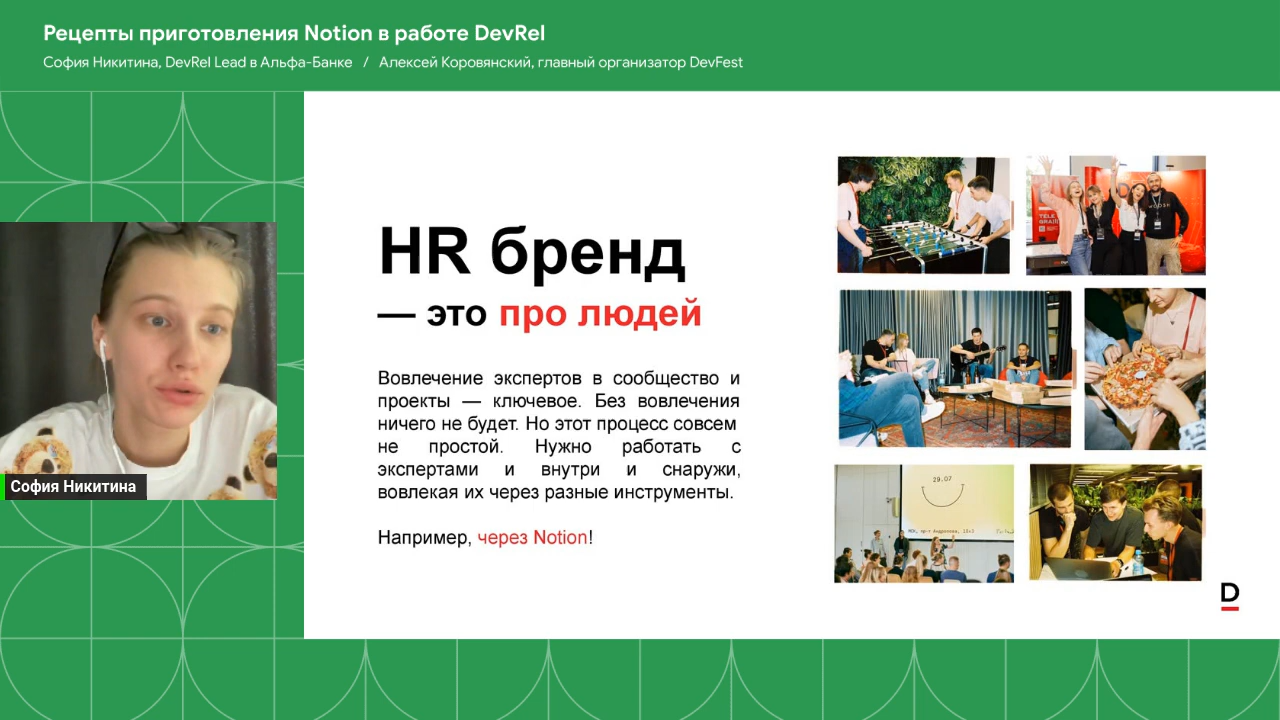 Рецепты приготовления Notion в работе DevRel
София Никитина, DevRel Lead в Альфа-Банке / Алексей Коровянский, главный организатор DevFest
HR бренд
— это про людей
Вовлечение экспертов в сообщество и
проекты — ключевое. Без вовлечения
ничего не будет. Но этот процесс совсем
не простой. Нужно работать с
экспертами и внутри и снаружи,
вовлекая их через разные инструменты.
Например, через Notion!
София Никитина
TELE
GRAM
29.07
D